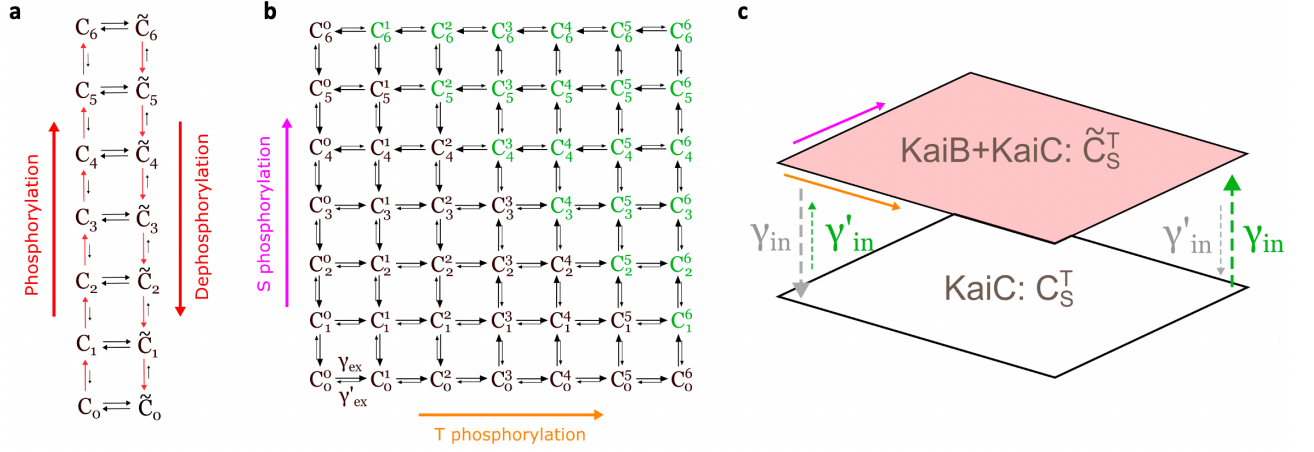 a
C₆ C̃₆
C₅ C̃₅
C₄ C̃₄
C₃ C̃₃
C₂ C̃₂
C₁ C̃₁
C₀ C̃₀
Phosphorylation
Dephosphorylation
b
C₆⁰ C₆¹ C₆² C₆³ C₆⁴ C₆⁵ C₆⁶
C₅⁰ C₅¹ C₅² C₅³ C₅⁴ C₅⁵ C₅⁶
C₄⁰ C₄¹ C₄² C₄³ C₄⁴ C₄⁵ C₄⁶
C₃⁰ C₃¹ C₃² C₃³ C₃⁴ C₃⁵ C₃⁶
C₂⁰ C₂¹ C₂² C₂³ C₂⁴ C₂⁵ C₂⁶
C₁⁰ C₁¹ C₁² C₁³ C₁⁴ C₁⁵ C₁⁶
γex
C₀⁰ C₀¹ C₀² C₀³ C₀⁴ C₀⁵ C₀⁶
γ'ex
S phosphorylation
T phosphorylation
c
KaiB+KaiC: C̃ₛᵀ
γin γ'in γ'in γin
KaiC: Cₛᵀ